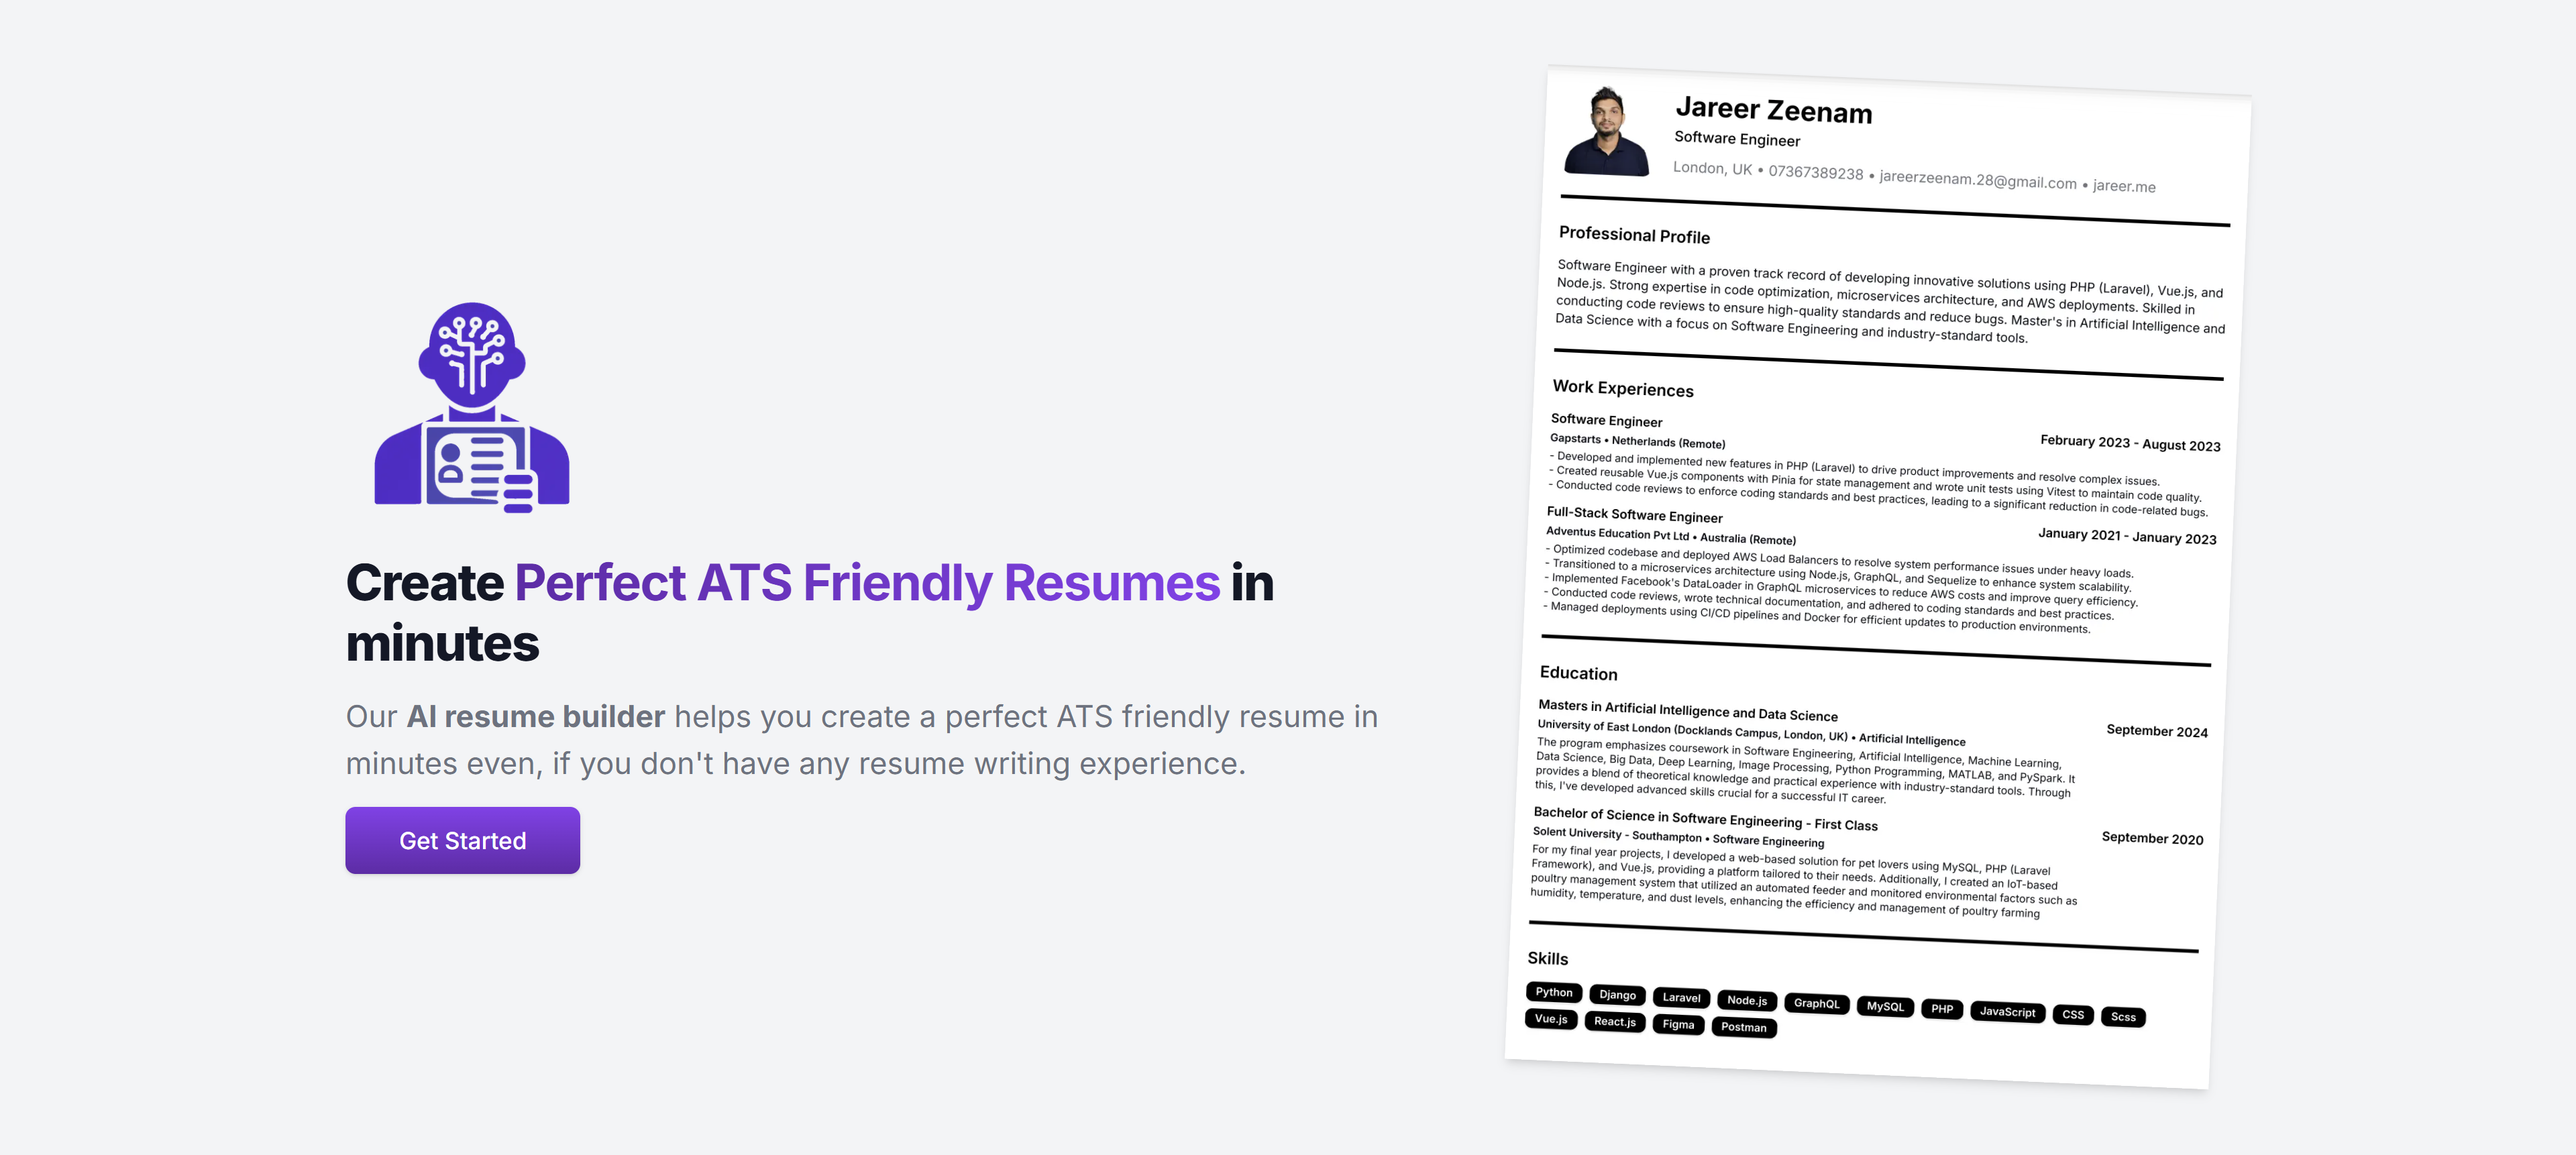 Create Perfect ATS Friendly Resumes in
minutes
Our AI resume builder helps you create a perfect ATS friendly resume in
minutes even, if you don't have any resume writing experience.
Get Started
Jareer Zeenam
Software Engineer
London, UK • 07367389238 • jareerzeenam.28@gmail.com • jareer.me
Professional Profile
Software Engineer with a proven track record of developing innovative solutions using PHP (Laravel), Vue.js, and
Node.js. Strong expertise in code optimization, microservices architecture, and AWS deployments. Skilled in
conducting code reviews to ensure high-quality standards and reduce bugs. Master's in Artificial Intelligence and
Data Science with a focus on Software Engineering and industry-standard tools.
Work Experiences
Software Engineer
February 2023 - August 2023
Gapstarts • Netherlands (Remote)
- Developed and implemented new features in PHP (Laravel) to drive product improvements and resolve complex issues.
- Created reusable Vue.js components with Pinia for state management and wrote unit tests using Vitest to maintain code quality.
- Conducted code reviews to enforce coding standards and best practices, leading to a significant reduction in code-related bugs.
Full-Stack Software Engineer
January 2021 - January 2023
Adventus Education Pvt Ltd • Australia (Remote)
- Optimized codebase and deployed AWS Load Balancers to resolve system performance issues under heavy loads.
- Transitioned to a microservices architecture using Node.js, GraphQL, and Sequelize to enhance system scalability.
- Implemented Facebook's DataLoader in GraphQL microservices to reduce AWS costs and improve query efficiency.
- Conducted code reviews, wrote technical documentation, and adhered to coding standards and best practices.
- Managed deployments using CI/CD pipelines and Docker for efficient updates to production environments.
Education
Masters in Artificial Intelligence and Data Science
September 2024
University of East London (Docklands Campus, London, UK) • Artificial Intelligence
The program emphasizes coursework in Software Engineering, Artificial Intelligence, Machine Learning,
Data Science, Big Data, Deep Learning, Image Processing, Python Programming, MATLAB, and PySpark. It
provides a blend of theoretical knowledge and practical experience with industry-standard tools. Through
this, I've developed advanced skills crucial for a successful IT career.
Bachelor of Science in Software Engineering - First Class
September 2020
Solent University - Southampton • Software Engineering
For my final year projects, I developed a web-based solution for pet lovers using MySQL, PHP (Laravel
Framework), and Vue.js, providing a platform tailored to their needs. Additionally, I created an IoT-based
poultry management system that utilized an automated feeder and monitored environmental factors such as
humidity, temperature, and dust levels, enhancing the efficiency and management of poultry farming
Skills
Python Django Laravel Node.js GraphQL MySQL PHP JavaScript CSS Scss
Vue.js React.js Figma Postman